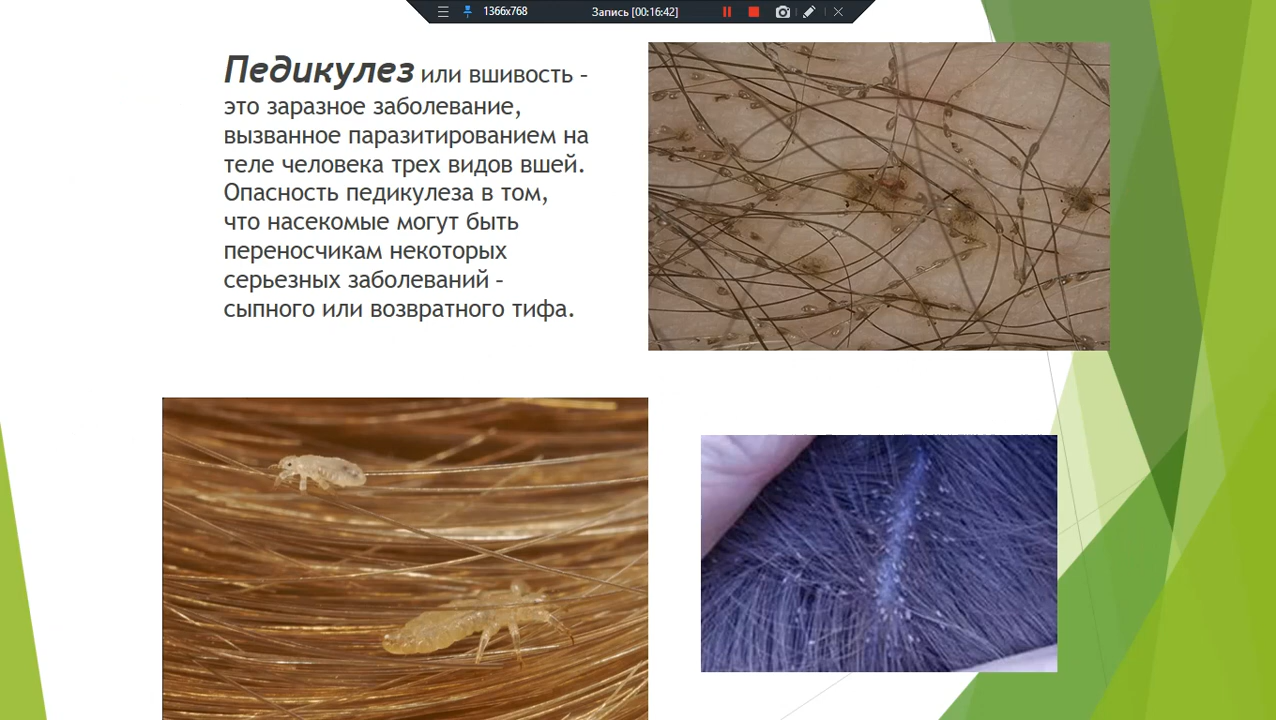 1366x768
Запись [00:16:42]
Педикулез или вшивость –
это заразное заболевание,
вызванное паразитированием на
теле человека трех видов вшей.
Опасность педикулеза в том,
что насекомые могут быть
переносчикам некоторых
серьезных заболеваний –
сыпного или возвратного тифа.